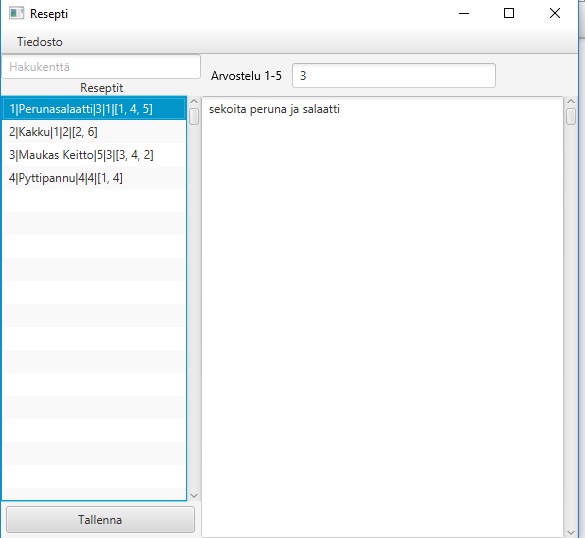 Resepti
Tiedosto
Hakukenttä
Arvostelu 1-5 3
Reseptit
1|Perunasalaatti|3|1|[1, 4, 5]
2|Kakku|1|2|[2, 6]
3|Maukas Keitto|5|3|[3, 4, 2]
4|Pyttipannu|4|4|[1, 4]
sekoita peruna ja salaatti
Tallenna